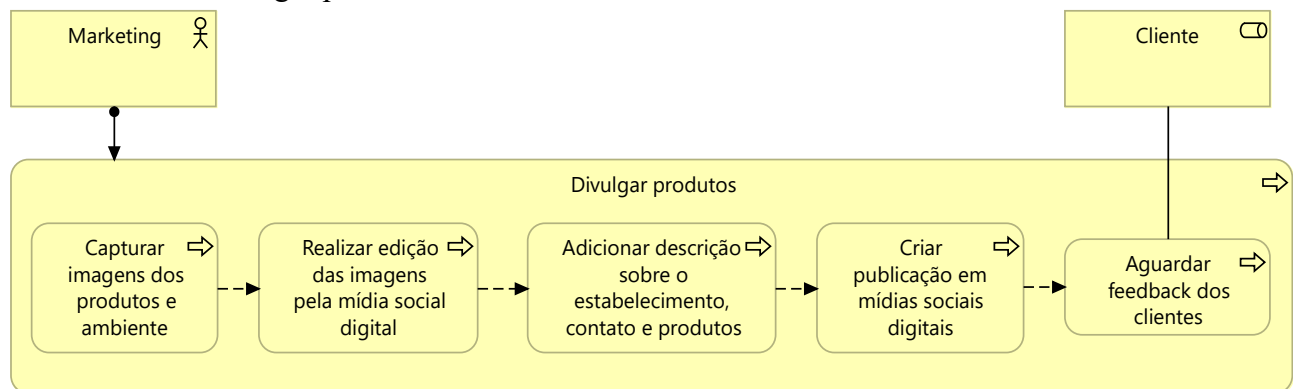 Marketing
Cliente
Divulgar produtos
Capturar
imagens dos
produtos e
ambiente
Realizar edição
das imagens
pela mídia social
digital
Adicionar descrição
sobre o
estabelecimento,
contato e produtos
Criar
publicação em
mídias sociais
digitais
Aguardar
feedback dos
clientes